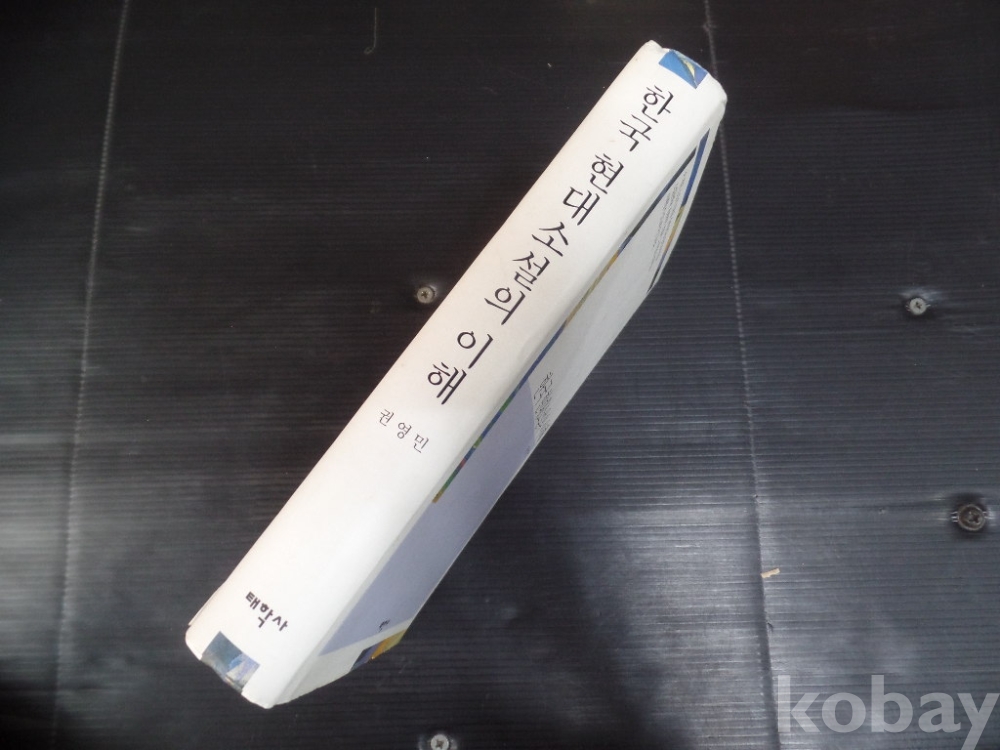 한국 현대소설의 이해
권영민
태학사
kobay